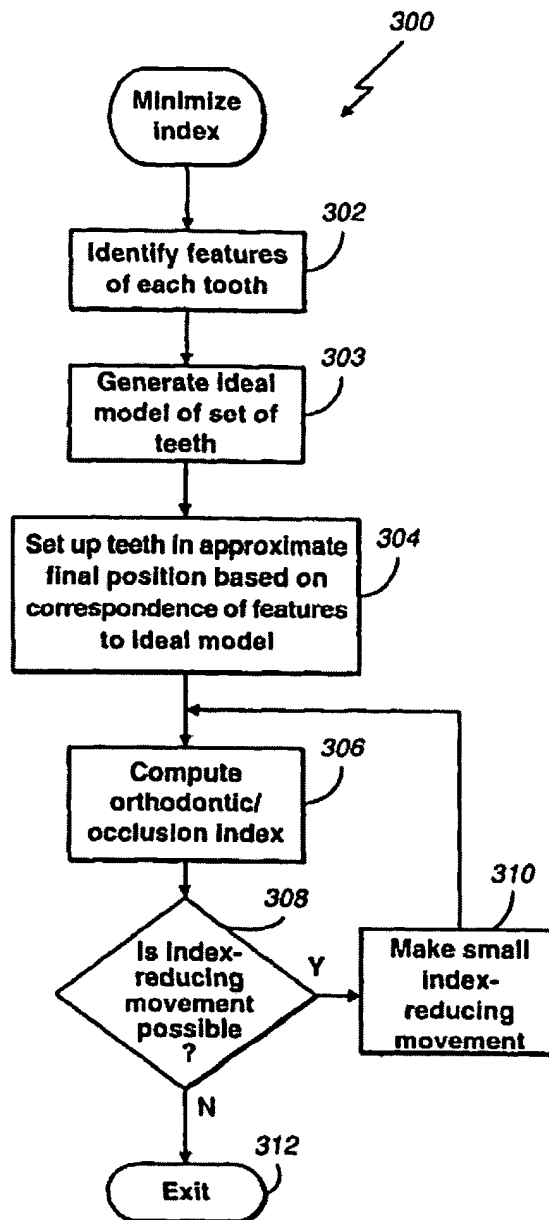 300
Minimize
index
302
Identify features
of each tooth
303
Generate ideal
model of set of
teeth
304
Set up teeth in approximate
final position based on
correspondence of features
to ideal model
306
Compute
orthodontic/
occlusion index
308
Is index-
reducing
movement
possible
?
Y
310
Make small
index-
reducing
movement
N
312
Exit